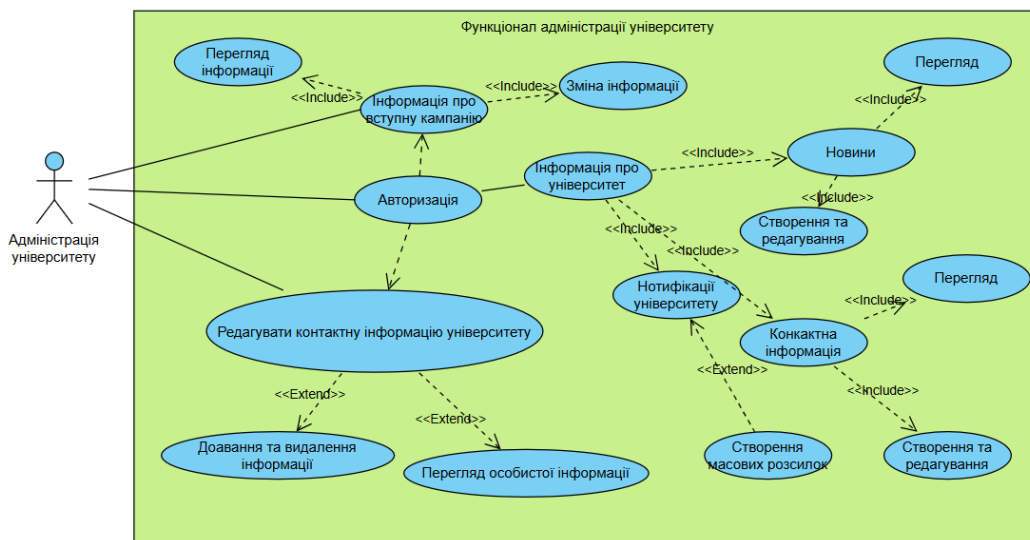 Функціонал адміністрації університету
Перегляд
інформації
<<Include>>
Інформація про
вступну кампанію
<<Include>>
Зміна інформації
Перегляд
<<Include>>
Новини
<<Include>>
Інформація про
університет
<<Include>>
Створення та
редагування
Авторизація
Адміністрація
університету
<<Include>>
<<Include>>
Нотифікації
університету
Перегляд
<<Include>>
Конкактна
інформація
Редагувати контактну інформацію університету
<<Extend>>
<<Include>>
<<Extend>>
<<Extend>>
Доавання та видалення
інформації
Перегляд особистої інформації
Створення
масових розсилок
Створення та
редагування